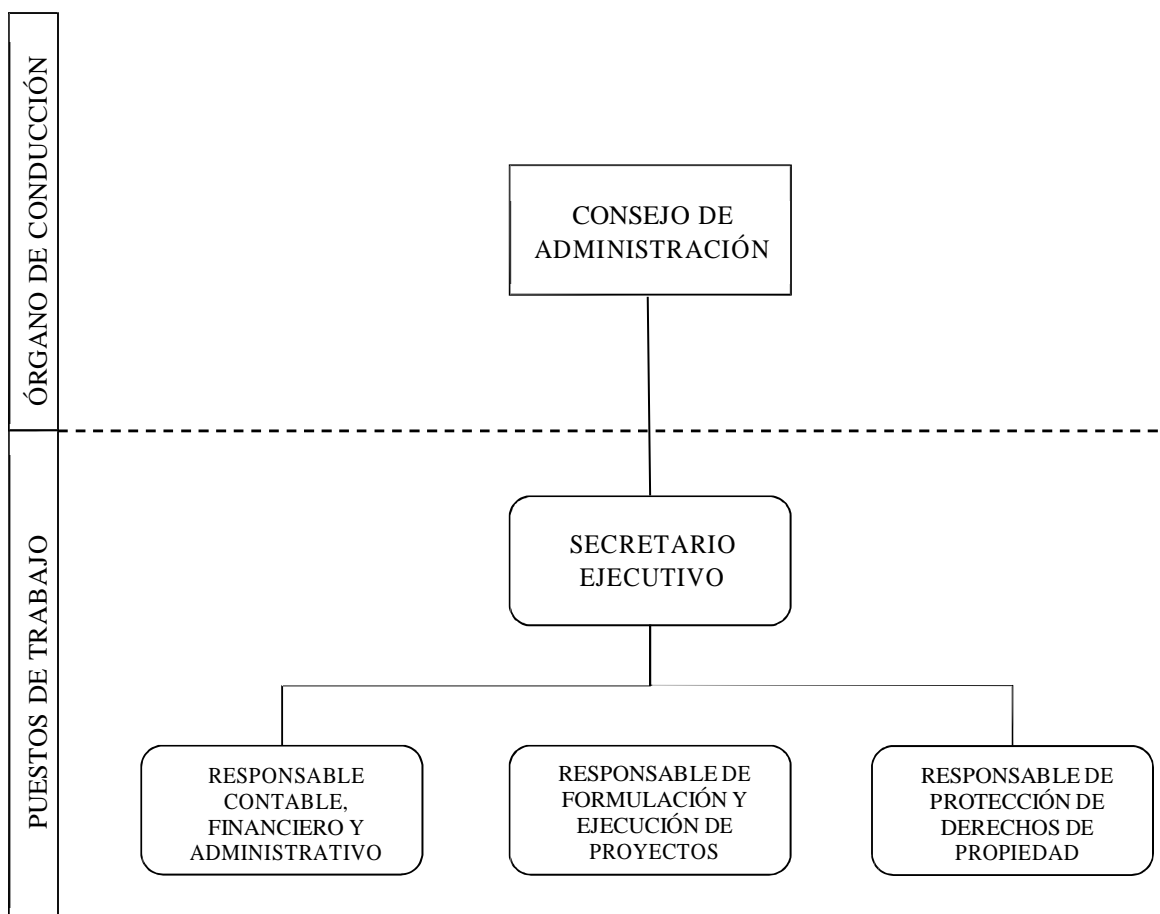 ÓRGANO DE CONDUCCIÓN
CONSEJO DE
ADMINISTRACIÓN
PUESTOS DE TRABAJO
SECRETARIO
EJECUTIVO
RESPONSABLE
CONTABLE,
FINANCIERO Y
ADMINISTRATIVO
RESPONSABLE DE
FORMULACIÓN Y
EJECUCIÓN DE
PROYECTOS
RESPONSABLE DE
PROTECCIÓN DE
DERECHOS DE
PROPIEDAD